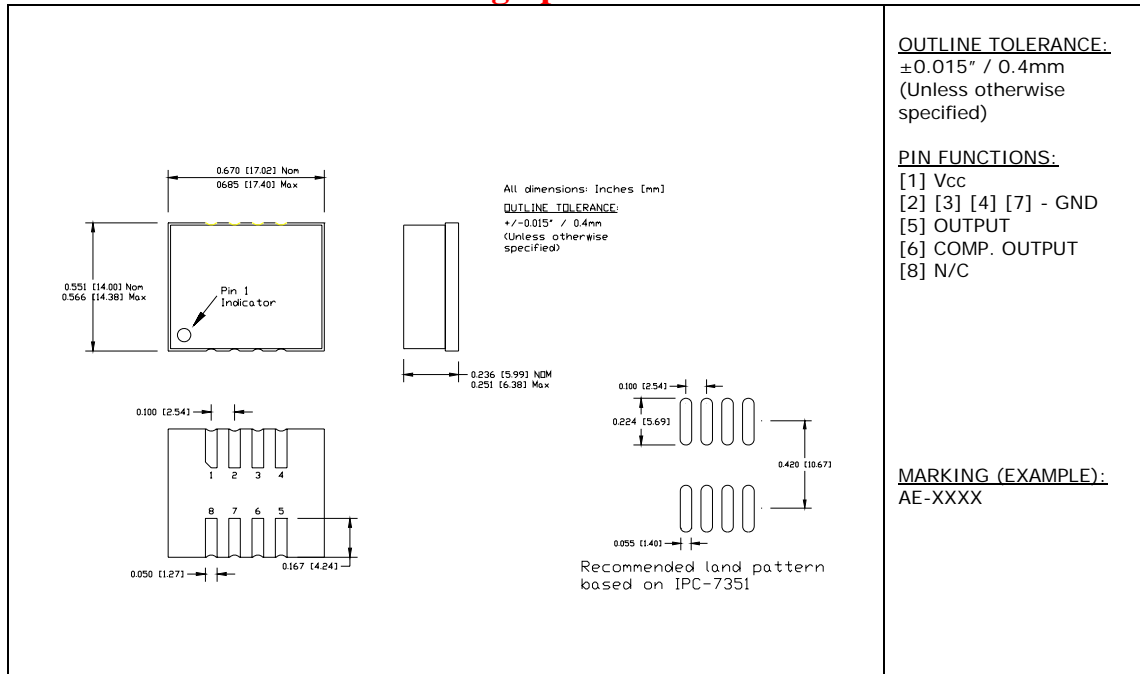 OUTLINE TOLERANCE:
±0.015" / 0.4mm
(Unless otherwise
specified)
PIN FUNCTIONS:
[1] Vcc
[2] [3] [4] [7] - GND
[5] OUTPUT
[6] COMP. OUTPUT
[8] N/C
MARKING (EXAMPLE):
AE-XXXX
0.670 [17.02] Nom
0685 [17.40] Max
All dimensions: Inches [mm]
OUTLINE TOLERANCE:
+/-0.015" / 0.4mm
(Unless otherwise
specified)
0.551 [14.00] Nom
0.566 [14.38] Max
Pin 1
Indicator
0.236 [5.99] NOM
0.251 [6.38] Max
0.100 [2.54]
1 2 3 4
8 7 6 5
0.050 [1.27]
0.167 [4.24]
0.100 [2.54]
0.224 [5.69]
0.420 [10.67]
0.055 [1.40]
Recommended land pattern
based on IPC-7351